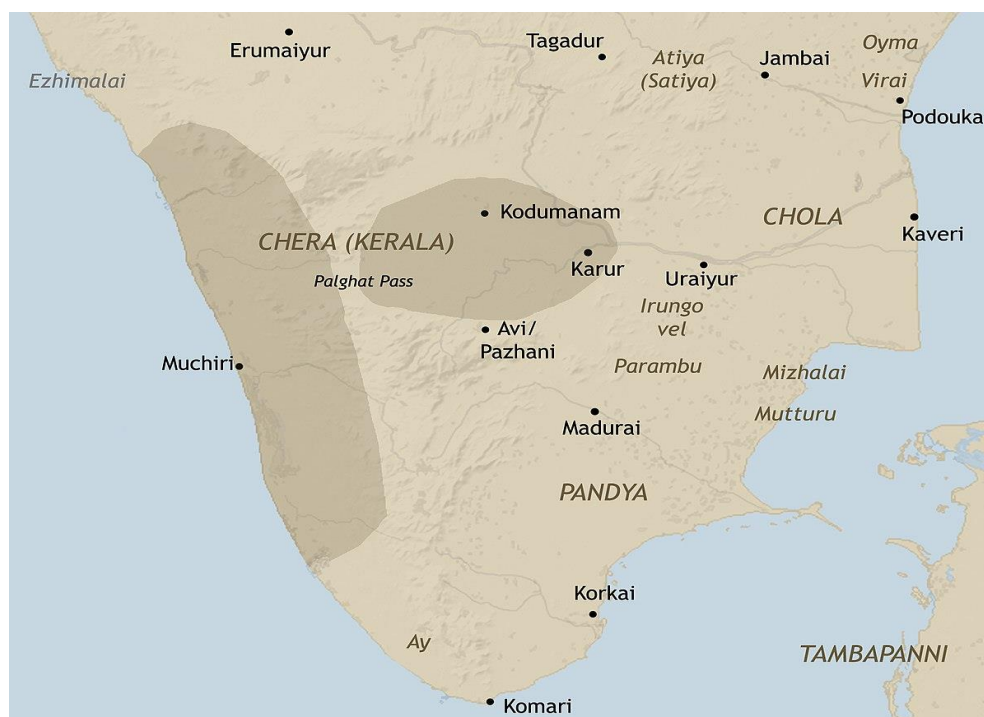 Erumaiyur
Tagadur
Oyma
Atiya
(Satiya)
Jambai
Ezhimalai
Virai
Podouka
Kodumanam
CHOLA
CHERA (KERALA)
Kaveri
Karur
Palghat Pass
Uraiyur
Irungo
vel
Avi/
Pazhani
Muchiri
Parambu
Mizhalai
Mutturu
Madurai
PANDYA
Korkai
Ay
TAMBAPANNI
Komari